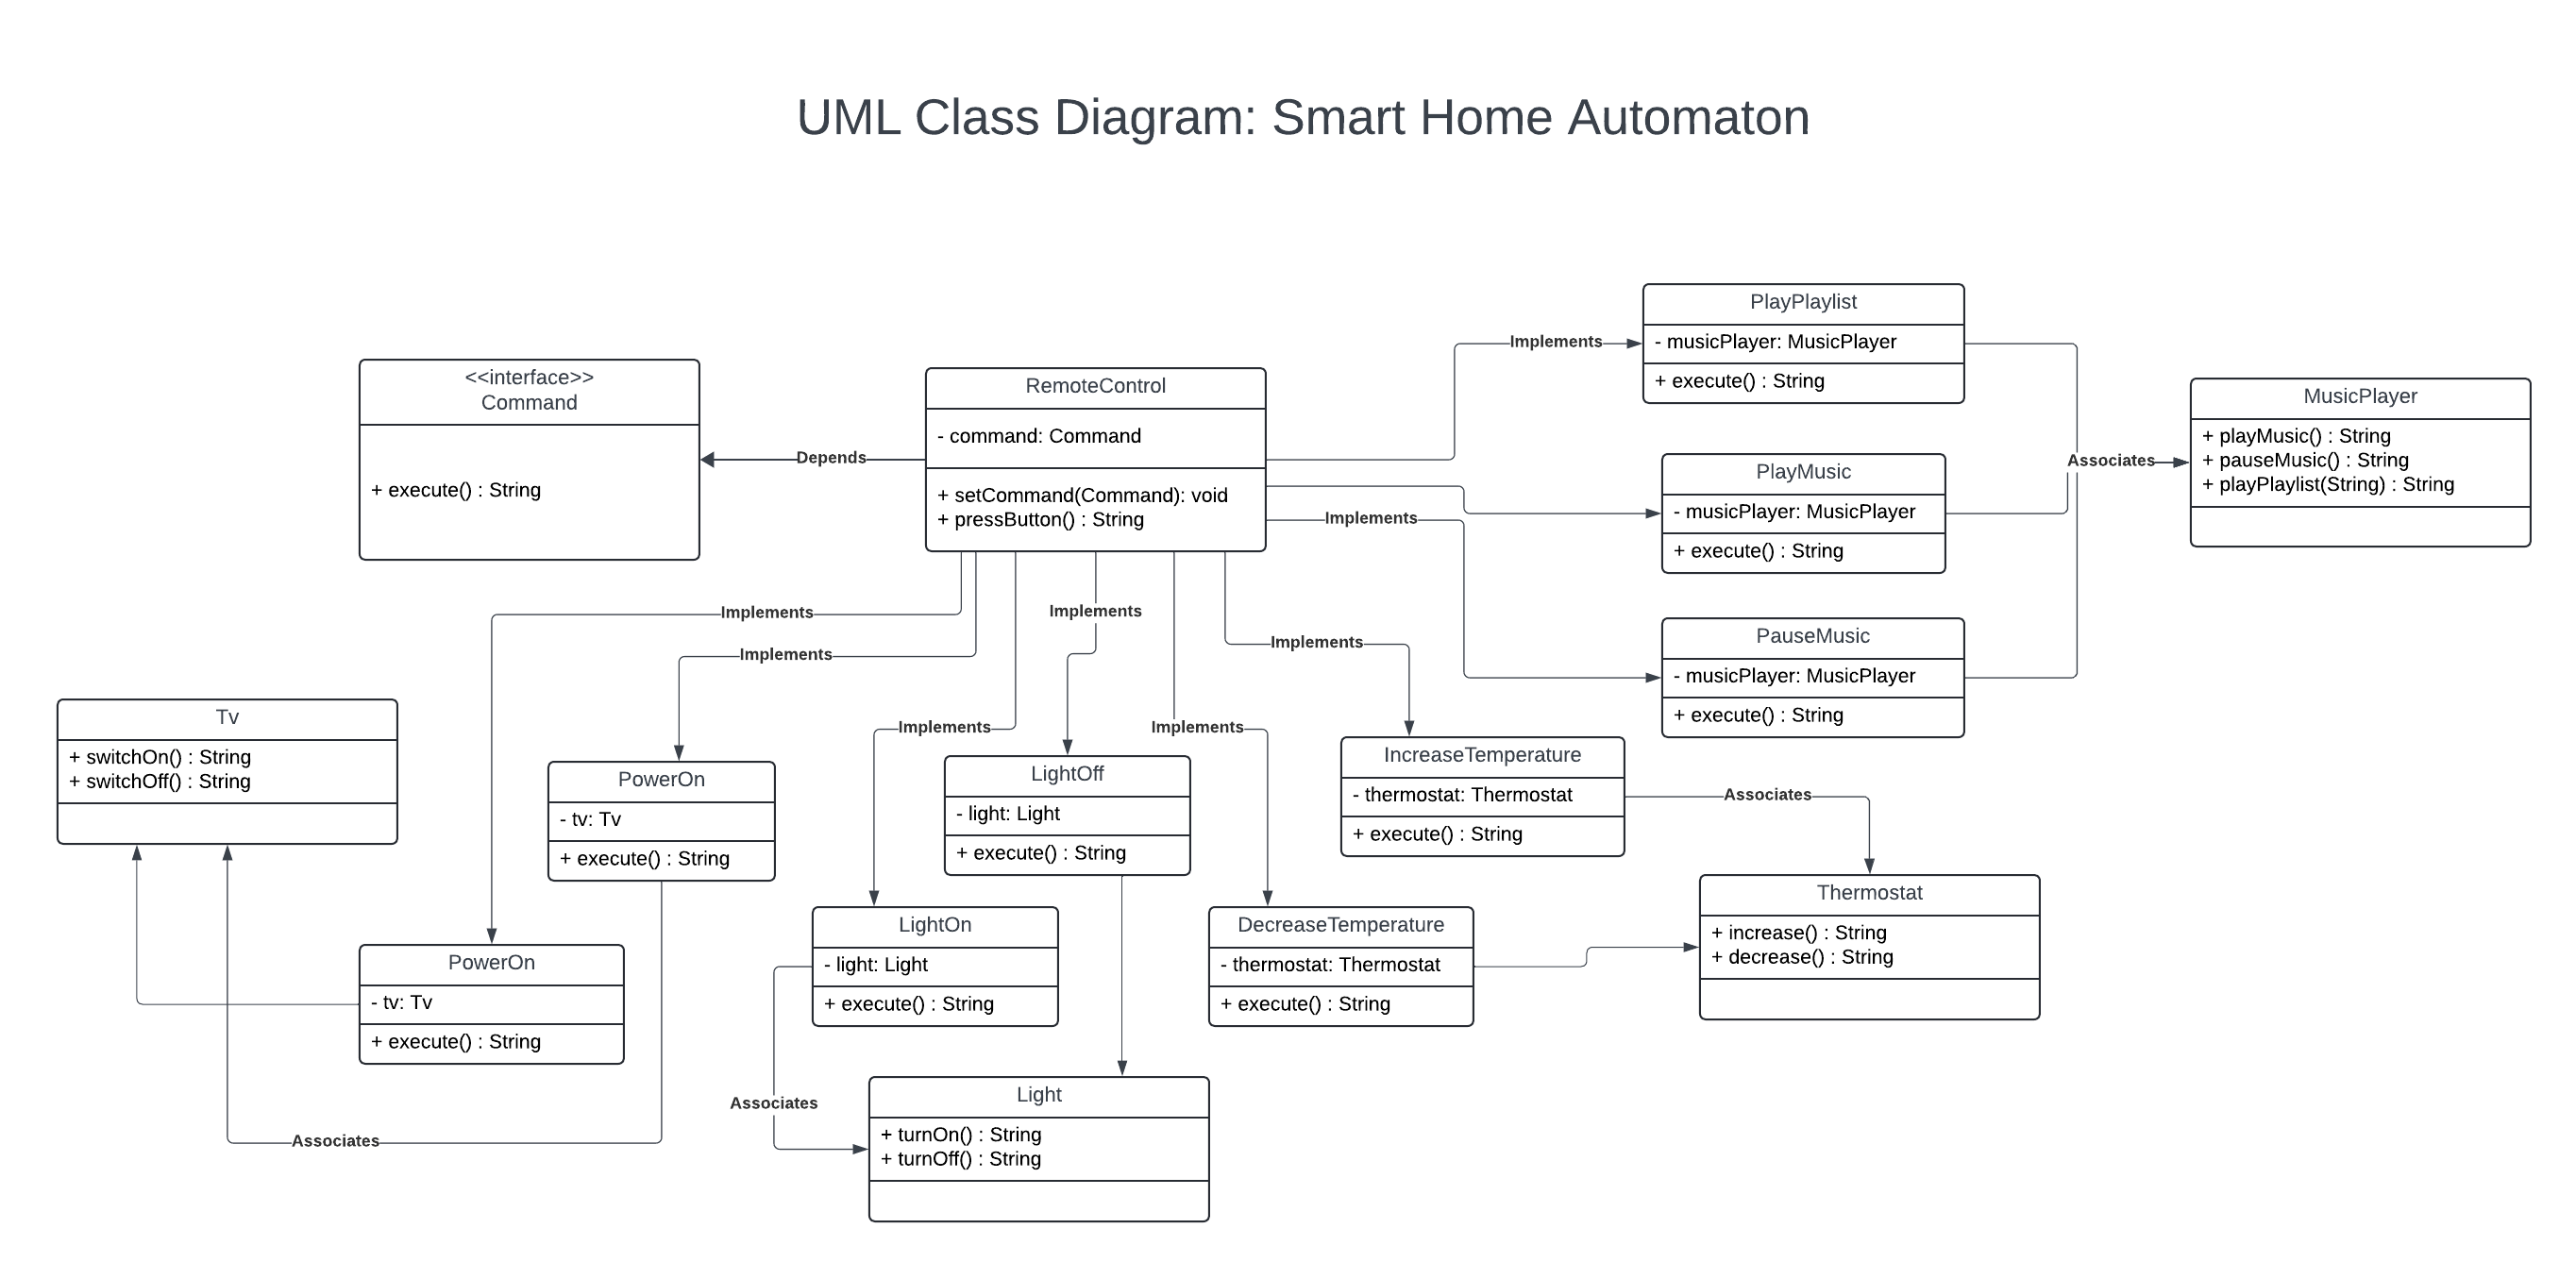 UML Class Diagram: Smart Home Automaton
<<interface>>
Command
+ execute() : String
Depends
RemoteControl
- command: Command
+ setCommand(Command): void
+ pressButton() : String
Implements
PlayPlaylist
- musicPlayer: MusicPlayer
+ execute() : String
PlayMusic
- musicPlayer: MusicPlayer
+ execute() : String
Implements
PauseMusic
- musicPlayer: MusicPlayer
+ execute() : String
Associates
MusicPlayer
+ playMusic() : String
+ pauseMusic() : String
+ playPlaylist(String) : String
Implements
Implements
Implements
Implements
Implements
Implements
Tv
+ switchOn() : String
+ switchOff() : String
PowerOn
- tv: Tv
+ execute() : String
LightOff
- light: Light
+ execute() : String
IncreaseTemperature
- thermostat: Thermostat
+ execute() : String
Associates
PowerOn
- tv: Tv
+ execute() : String
LightOn
- light: Light
+ execute() : String
DecreaseTemperature
- thermostat: Thermostat
+ execute() : String
Thermostat
+ increase() : String
+ decrease() : String
Associates
Associates
Light
+ turnOn() : String
+ turnOff() : String